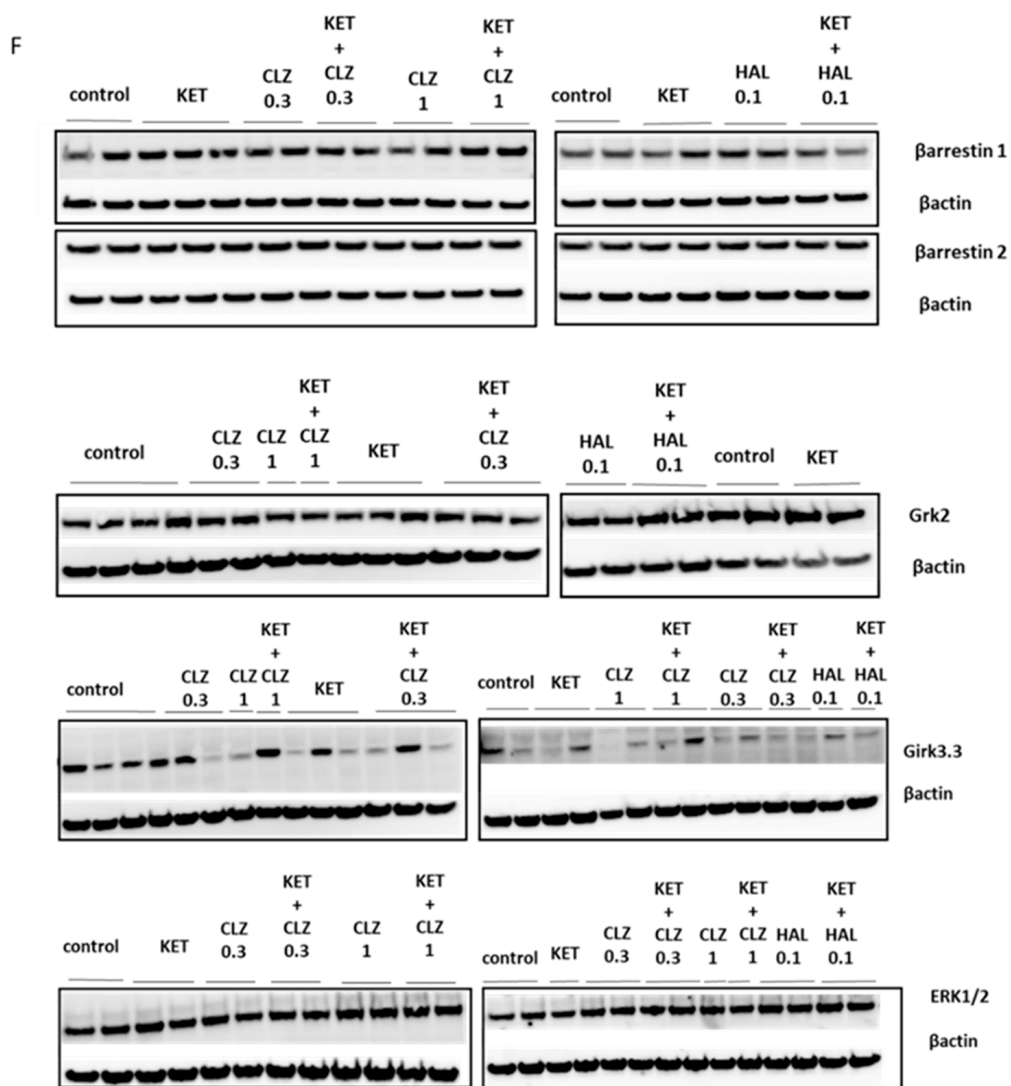 F
control KET CLZ 0.3 KET + CLZ 0.3 CLZ 1 KET + CLZ 1 control KET HAL 0.1 KET + HAL 0.1
βarrestin 1
βactin
βarrestin 2
βactin
control CLZ 0.3 CLZ 1 KET + CLZ 1 KET KET + CLZ 0.3 HAL 0.1 KET + HAL 0.1 control KET
Grk2
βactin
control CLZ 0.3 CLZ 1 KET + CLZ 1 KET KET + CLZ 0.3 control KET CLZ 1 KET + CLZ 1 CLZ 0.3 KET + CLZ 0.3 HAL 0.1 KET + HAL 0.1
Girk3.3
βactin
control KET CLZ 0.3 KET + CLZ 0.3 CLZ 1 KET + CLZ 1 control KET CLZ 0.3 KET + CLZ 0.3 CLZ 1 KET + CLZ 1 HAL 0.1 KET + HAL 0.1
ERK1/2
βactin